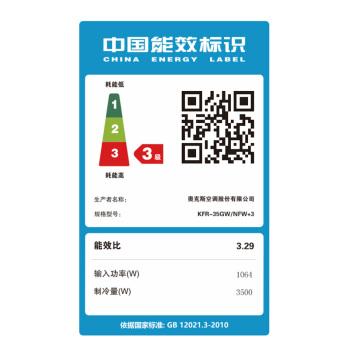 中国能效标识
CHINA ENERGY LABEL
耗能低
1
2
3
3级
耗能高
生产者名称: 奥克斯空调股份有限公司
规格型号: KFR-35GW/NFW+3
能效比 3.29
输入功率(W) 1064
制冷量(W) 3500
依据国家标准: GB 12021.3-2010